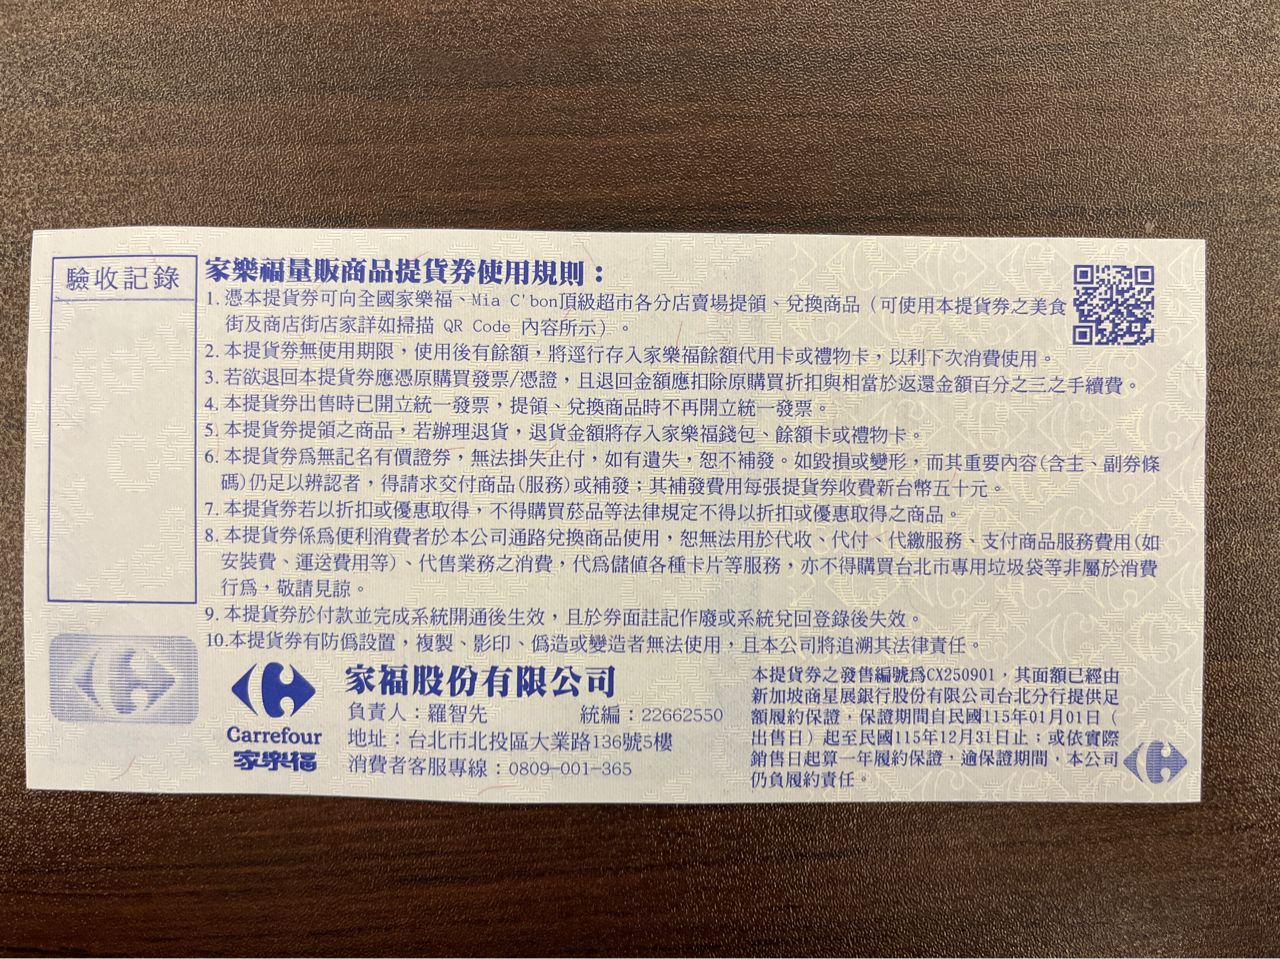 驗收記錄
家樂福量販商品提貨券使用規則：
1. 憑本提貨券可向全國家樂福、Mia C'bon頂級超市各分店賣場提領、兌換商品（可使用本提貨券之美食
街及商店街店家詳如掃描 QR Code 內容所示）。
2. 本提貨券無使用期限，使用後有餘額，將逕行存入家樂福餘額代用卡或禮物卡，以利下次消費使用。
3. 若欲退回本提貨券應憑原購買發票/憑證，且退回金額應扣除原購買折扣與相當於返還金額百分之三之手續費。
4. 本提貨券出售時已開立統一發票，提領、兌換商品時不再開立統一發票。
5. 本提貨券提領之商品，若辦理退貨，退貨金額將存入家樂福錢包、餘額卡或禮物卡。
6. 本提貨券爲無記名有價證券，無法掛失止付，如有遺失，恕不補發。如毀損或變形，而其重要內容(含主、副券條
碼)仍足以辨認者，得請求交付商品(服務)或補發；其補發費用每張提貨券收費新台幣五十元。
7. 本提貨券若以折扣或優惠取得，不得購買菸品等法律規定不得以折扣或優惠取得之商品。
8. 本提貨券係爲便利消費者於本公司通路兌換商品使用，恕無法用於代收、代付、代繳服務、支付商品服務費用(如
安裝費、運送費用等)、代售業務之消費，代爲儲值各種卡片等服務，亦不得購買台北市專用垃圾袋等非屬於消費
行爲，敬請見諒。
9. 本提貨券於付款並完成系統開通後生效，且於券面註記作廢或系統兌回登錄後失效。
10.本提貨券有防僞設置，複製、影印、僞造或變造者無法使用，且本公司將追溯其法律責任。
Carrefour
家樂福
家福股份有限公司
負責人：羅智先 統編：22662550
地址：台北市北投區大業路136號5樓
消費者客服專線：0809-001-365
本提貨券之發售編號爲CX250901，其面額已經由
新加坡商星展銀行股份有限公司台北分行提供足
額履約保證，保證期間自民國115年01月01日（
出售日）起至民國115年12月31日止；或依實際
銷售日起算一年履約保證，逾保證期間，本公司
仍負履約責任。